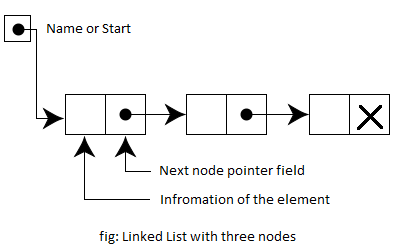 Name or Start
Next node pointer field
Infromation of the element
fig: Linked List with three nodes